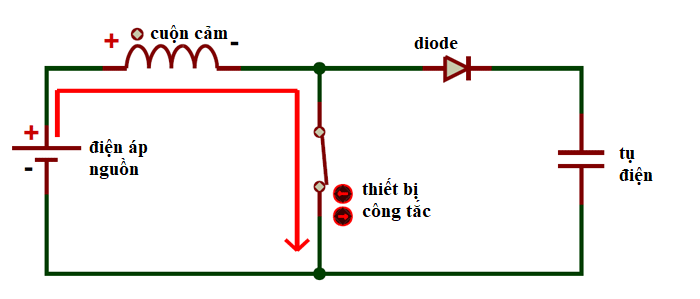 + cuộn cảm -
diode
+
điện áp
nguồn
-
thiết bị
công tắc
tụ
điện